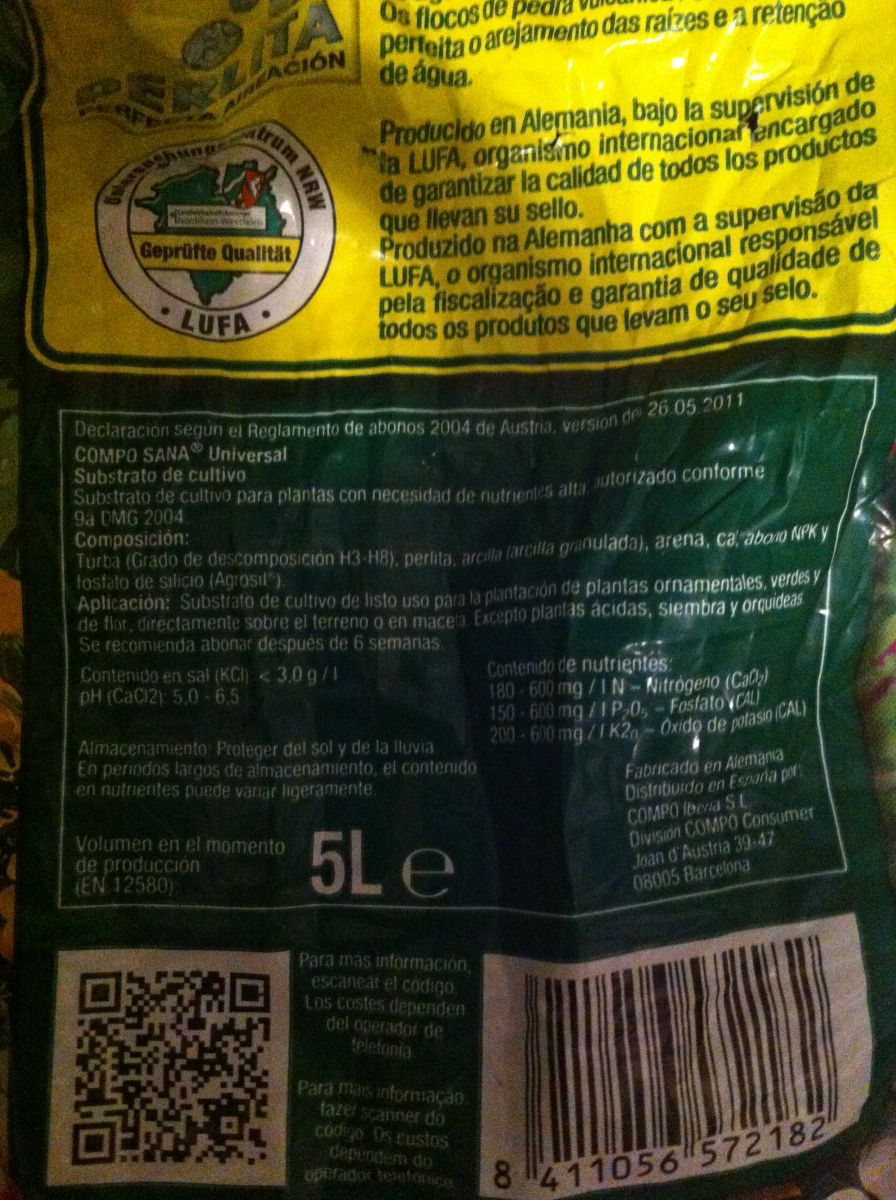 PERLITA
PERFECTA AIREACIÓN
Os flocos de pedra
perfeita o arejamento das raízes e a retenção
de água.
Producido en Alemania, bajo la supervisión de
la LUFA, organismo internacional encargado
de garantizar la calidad de todos los productos
que llevan su sello.
Produzido na Alemanha com a supervisão da
LUFA, o organismo internacional responsável
pela fiscalização e garantia de qualidade de
todos os produtos que levam o seu selo.
NRW
Landwirtschaftskammer
Nordrhein-Westfalen
Geprüfte Qualität
• LUFA •
Declaración según el Reglamento de abonos 2004 de Austria, version del 26.05.2011
COMPO SANA® Universal
Substrato de cultivo
Substrato de cultivo para plantas con necesidad de nutrientes alta. autorizado conforme
9a DMG 2004.
Composición:
Turba (Grado de descomposición H3-H8), perlita, arcilla (arcilla granulada), arena, cal, abono NPK y
fosfato de silicio (Agrosil®).
Aplicación: Substrato de cultivo de listo uso para la plantación de plantas ornamentales, verdes y
de flor, directamente sobre el terreno o en maceta. Excepto plantas ácidas, siembra y orquideas.
Se recomienda abonar después de 6 semanas.
Contenido en sal (KCl): < 3,0 g / l
pH (CaCl2): 5,0 - 6,5
Contenido de nutrientes:
180 - 600 mg / l N – Nitrógeno (CaCl₂)
150 - 600 mg / l P₂O₅ – Fosfato (CAL)
200 - 600 mg / l K2₀ – Óxido de potasio (CAL)
Almacenamiento: Proteger del sol y de la lluvia.
En periodos largos de almacenamiento, el contenido
en nutrientes puede variar ligeramente.
Fabricado en Alemania
Distribuido en España por:
COMPO Iberia S.L.
División COMPO Consumer
Joan d'Austria 39-47
08005 Barcelona
Volumen en el momento
de producción
(EN 12580):
5L e
Para más información,
escanear el código.
Los costes dependen
del operador de
telefonía.
Para mais informação
fazer scanner do
código. Os custos
dependem do
operador telefónico.
8 411056 572182